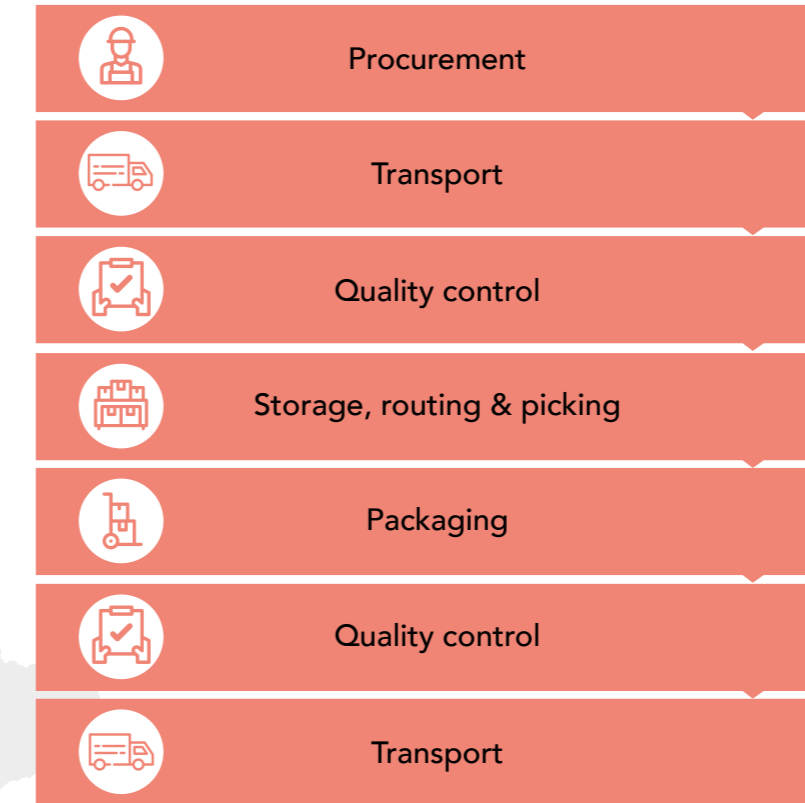 Procurement
Transport
Quality control
Storage, routing & picking
Packaging
Quality control
Transport